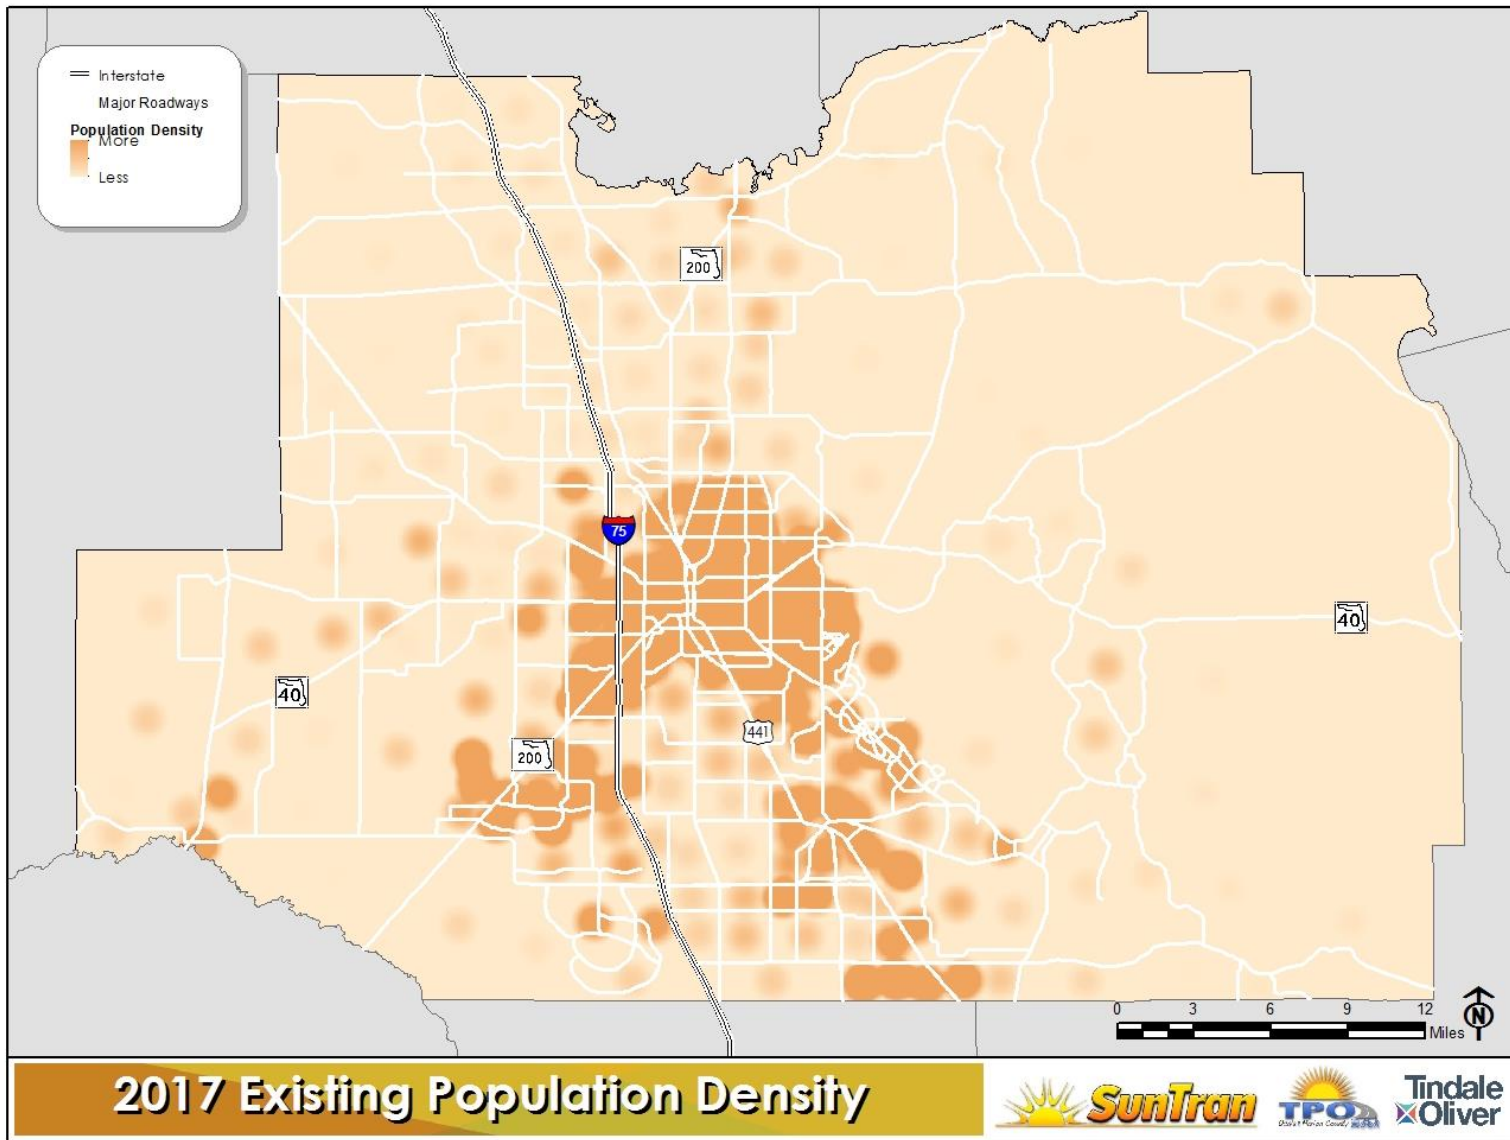 Interstate
Major Roadways
Population Density
More
Less
200
75
40
40
441
200
0 3 6 9 12
Miles
N
2017 Existing Population Density
SunTran
TPO
Tindale
Oliver